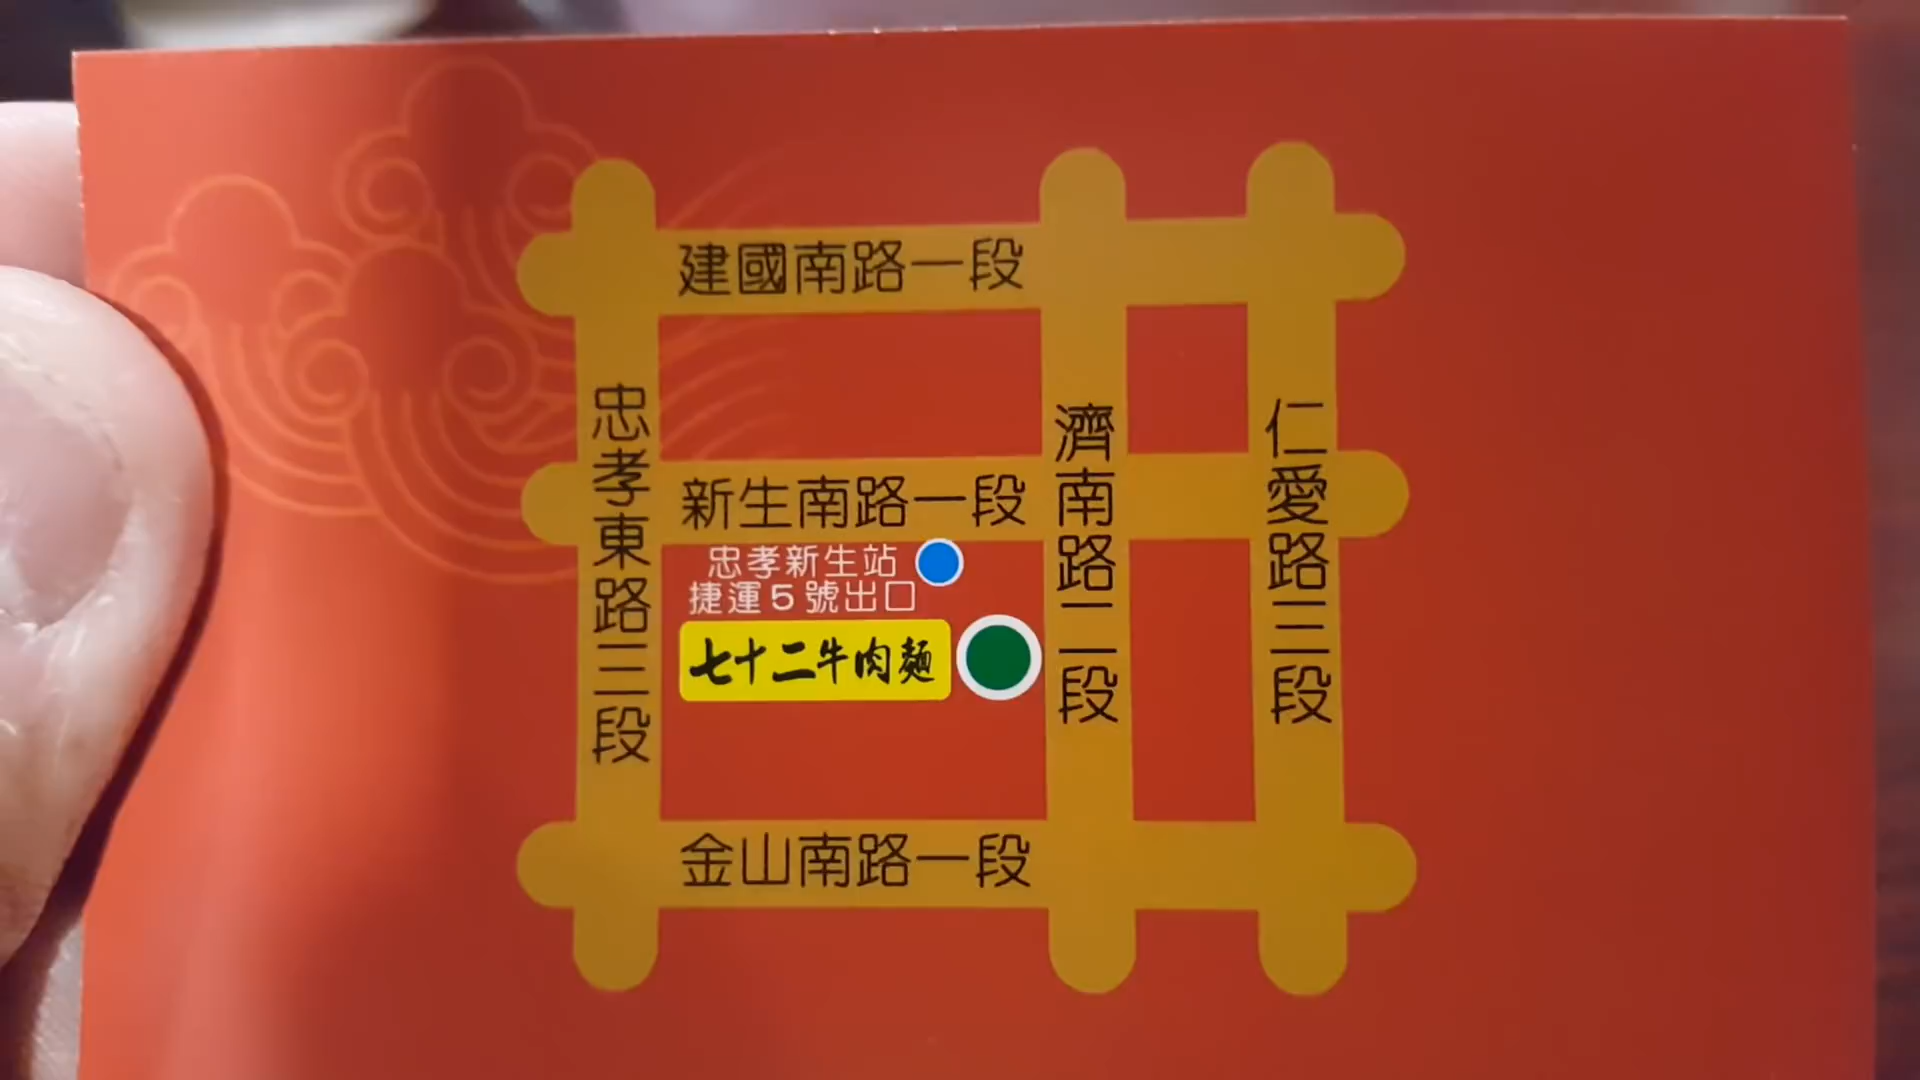 建國南路一段
忠孝東路三段
濟南路二段
仁愛路三段
新生南路一段
忠孝新生站
捷運5號出口
七十二牛肉麵
金山南路一段